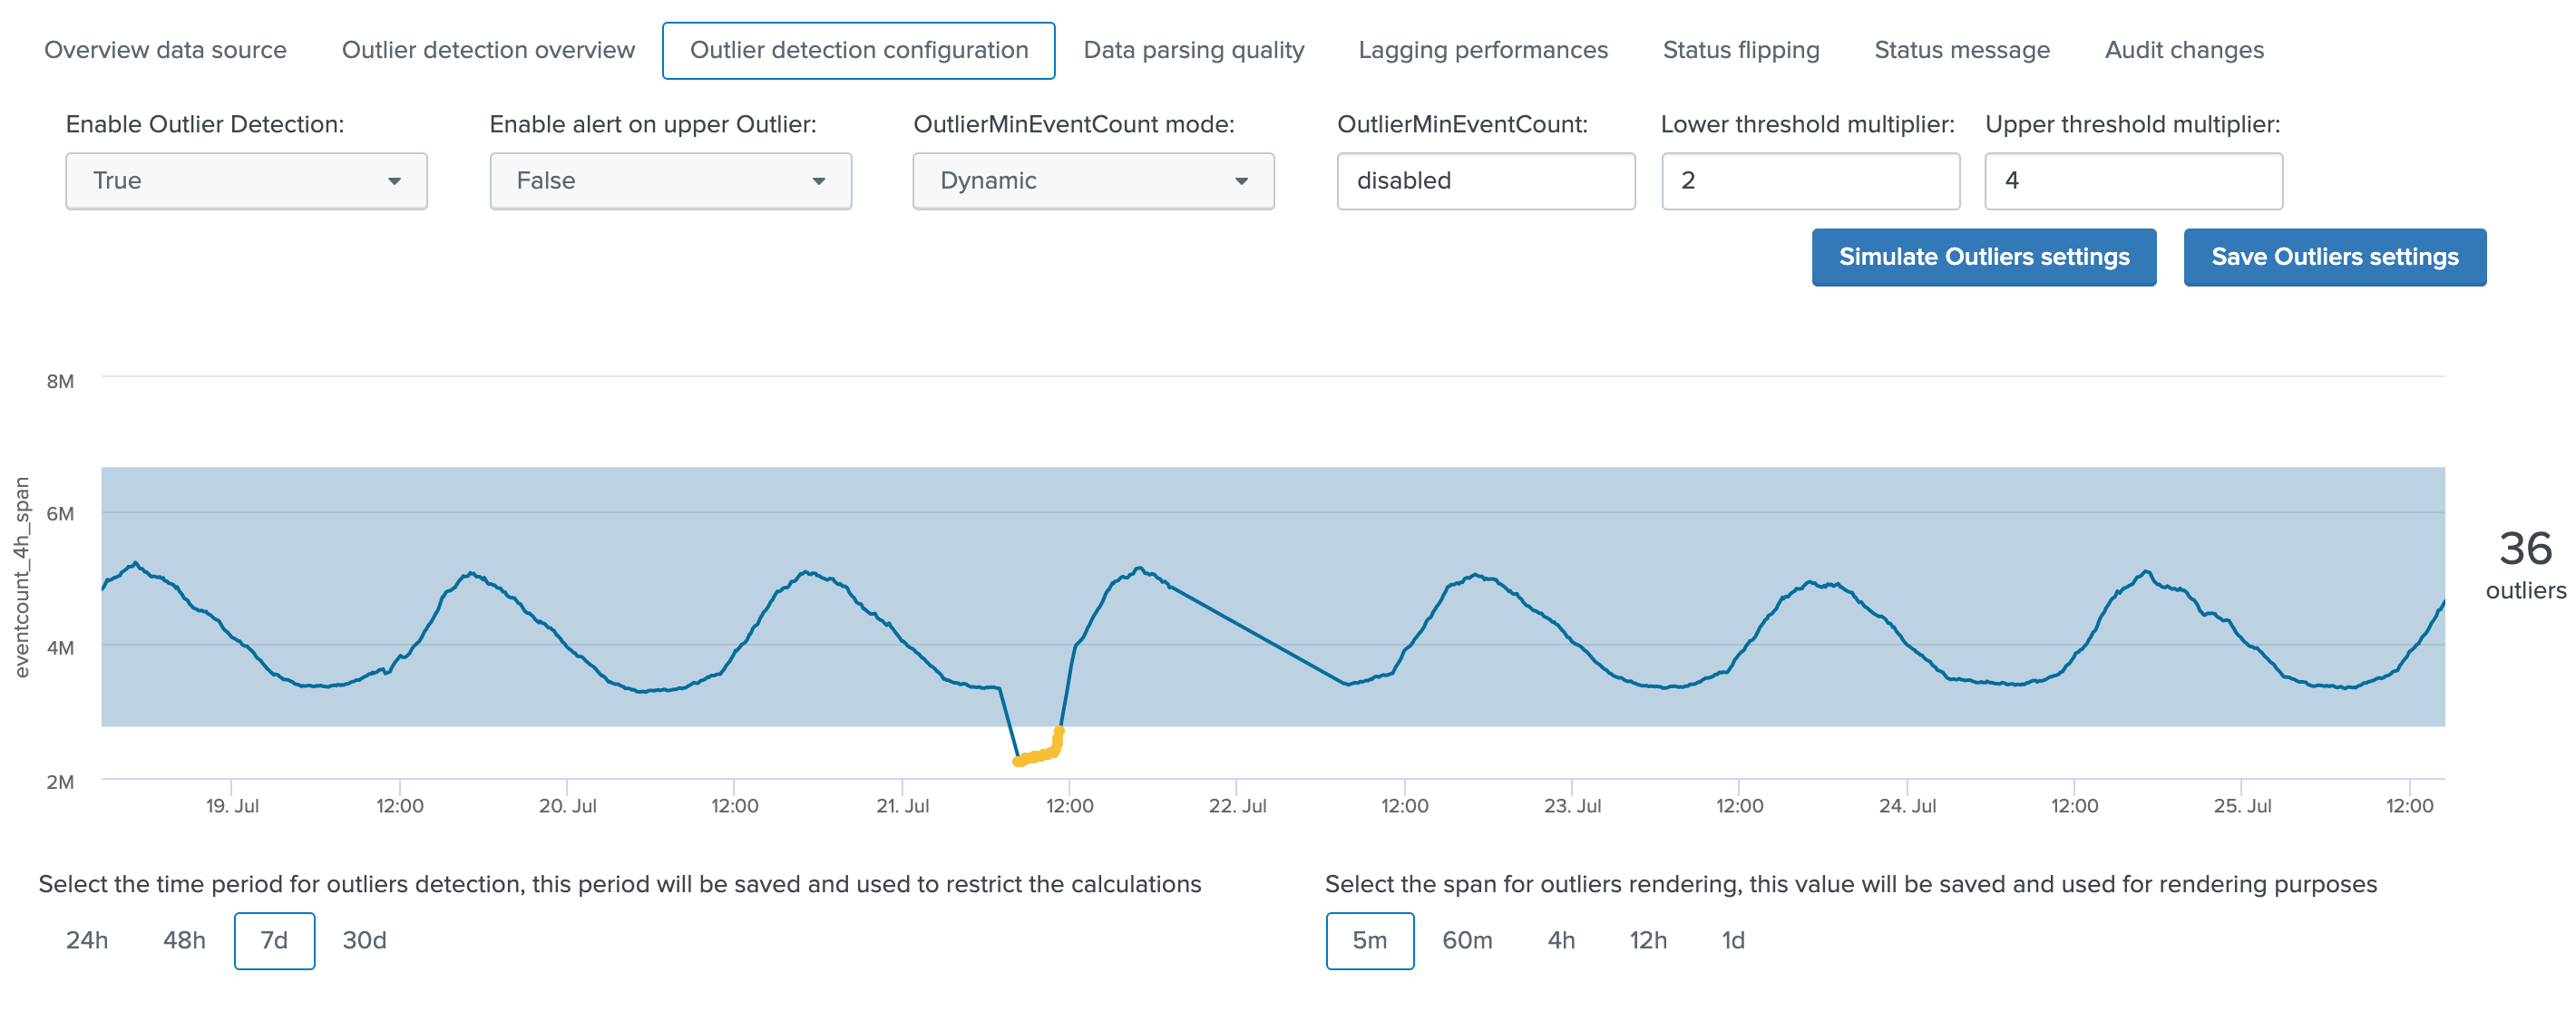 Overview data source Outlier detection overview Outlier detection configuration Data parsing quality Lagging performances Status flipping Status message Audit changes
Enable Outlier Detection: Enable alert on upper Outlier: OutlierMinEventCount mode: OutlierMinEventCount: Lower threshold multiplier: Upper threshold multiplier:
True False Dynamic disabled 2 4
Simulate Outliers settings Save Outliers settings
8M
6M
4M
2M
eventcount_4h_span
36
outliers
19. Jul 12:00 20. Jul 12:00 21. Jul 12:00 22. Jul 12:00 23. Jul 12:00 24. Jul 12:00 25. Jul 12:00
Select the time period for outliers detection, this period will be saved and used to restrict the calculations
24h 48h 7d 30d
Select the span for outliers rendering, this value will be saved and used for rendering purposes
5m 60m 4h 12h 1d